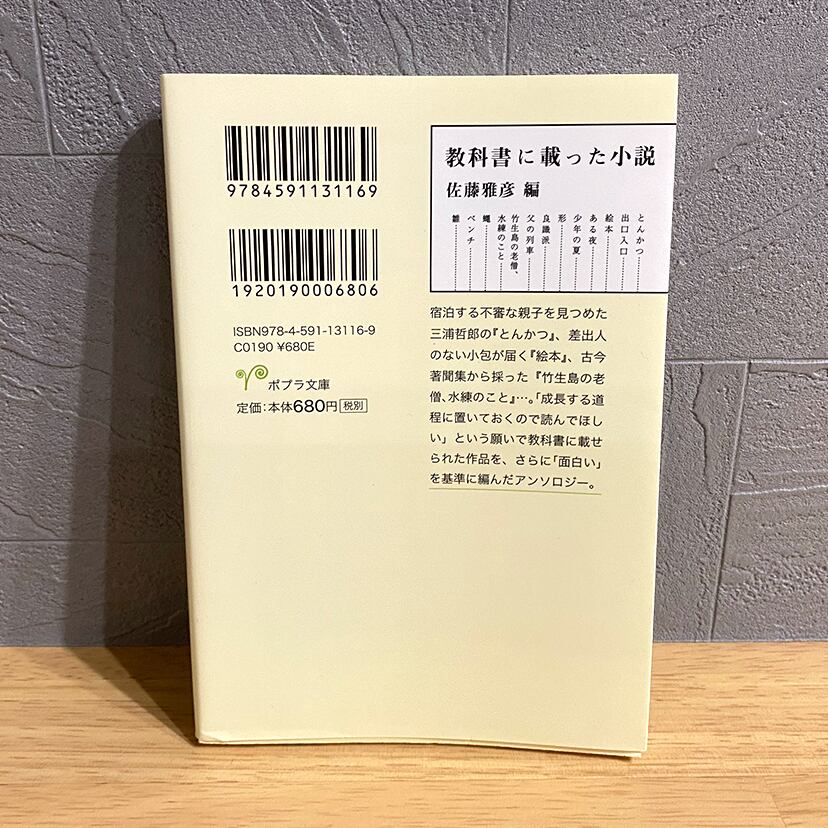 9784591131169
1920190006806
ISBN978-4-591-13116-9
C0190 ¥680E
ポプラ文庫
定価:本体680円 税別
教科書に載った小説
佐藤雅彦 編
とんかつ
出口入口
絵本
ある夜
少年の夏
形
良識派
父の列車
竹生島の老僧、
水練のこと
蠅
ベンチ
雛
宿泊する不審な親子を見つめた
三浦哲郎の『とんかつ』、差出人
のない小包が届く『絵本』、古今
著聞集から採った『竹生島の老
僧、水練のこと』…。「成長する道
程に置いておくので読んでほし
い」という願いで教科書に載せ
られた作品を、さらに「面白い」
を基準に編んだアンソロジー。